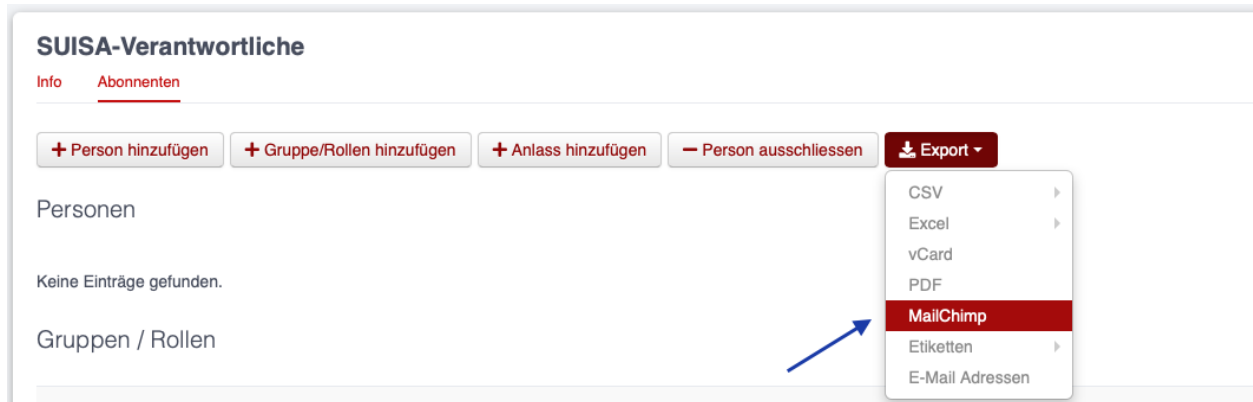 SUISA-Verantwortliche
Info Abonnenten
+ Person hinzufügen + Gruppe/Rollen hinzufügen + Anlass hinzufügen − Person ausschliessen Export
CSV
Personen
Excel
vCard
Keine Einträge gefunden.
PDF
MailChimp
Gruppen / Rollen
Etiketten
E-Mail Adressen